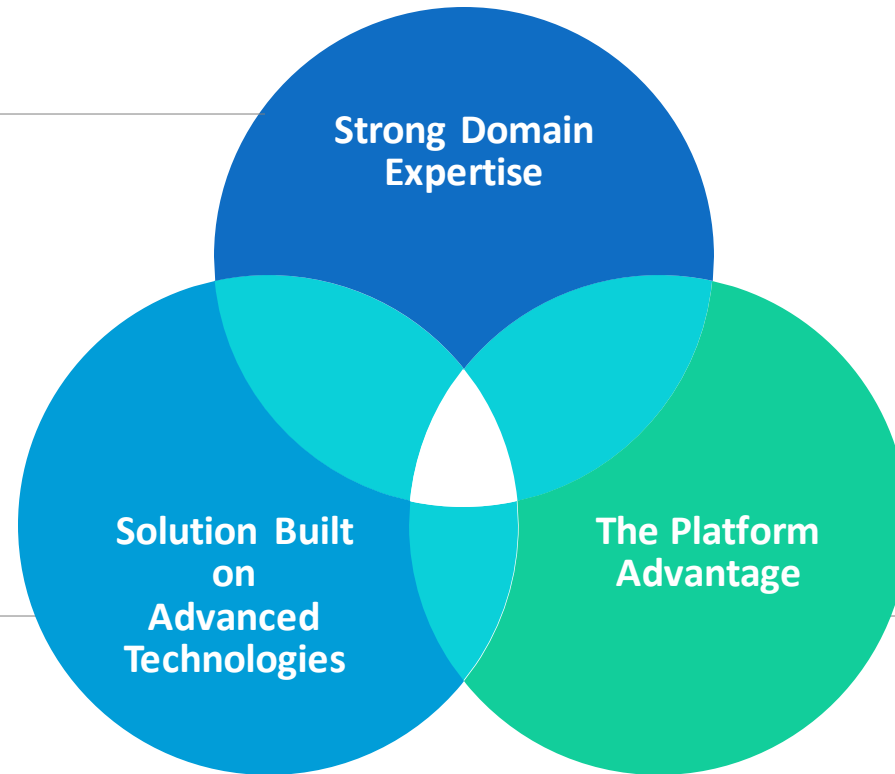 Strong Domain
Expertise
Solution Built
on
Advanced
Technologies
The Platform
Advantage